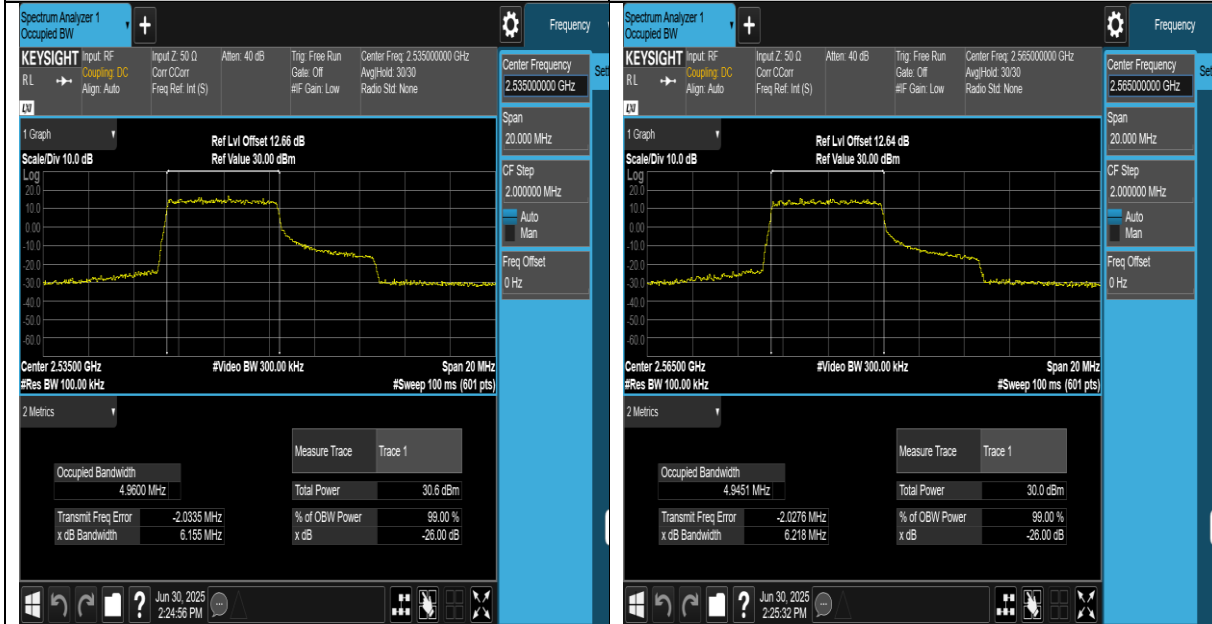 Spectrum Analyzer 1
Occupied BW
+
Frequency
KEYSIGHT
Input: RF
Coupling: DC
Align: Auto
Input Z: 50 Ω
Corr CCorr
Freq Ref: Int (S)
Atten: 40 dB
Trig: Free Run
Gate: Off
#IF Gain: Low
Center Freq: 2.535000000 GHz
Avg|Hold: 30/30
Radio Std: None
RL
LXI
Center Frequency
2.535000000 GHz
Set
Span
20.000 MHz
CF Step
2.000000 MHz
Auto
Man
Freq Offset
0 Hz
1 Graph
Ref Lvl Offset 12.66 dB
Scale/Div 10.0 dB
Ref Value 30.00 dBm
Log
20.0
10.0
0.00
-10.0
-20.0
-30.0
-40.0
-50.0
-60.0
Center 2.53500 GHz
#Video BW 300.00 kHz
Span 20 MHz
#Res BW 100.00 kHz
#Sweep 100 ms (601 pts)
2 Metrics
Measure Trace
Trace 1
Occupied Bandwidth
4.9600 MHz
Total Power
30.6 dBm
Transmit Freq Error
-2.0335 MHz
% of OBW Power
99.00 %
x dB Bandwidth
6.155 MHz
x dB
-26.00 dB
?
Jun 30, 2025
2:24:56 PM
Spectrum Analyzer 1
Occupied BW
+
Frequency
KEYSIGHT
Input: RF
Coupling: DC
Align: Auto
Input Z: 50 Ω
Corr CCorr
Freq Ref: Int (S)
Atten: 40 dB
Trig: Free Run
Gate: Off
#IF Gain: Low
Center Freq: 2.565000000 GHz
Avg|Hold: 30/30
Radio Std: None
RL
LXI
Center Frequency
2.565000000 GHz
Set
Span
20.000 MHz
CF Step
2.000000 MHz
Auto
Man
Freq Offset
0 Hz
1 Graph
Ref Lvl Offset 12.64 dB
Scale/Div 10.0 dB
Ref Value 30.00 dBm
Log
20.0
10.0
0.00
-10.0
-20.0
-30.0
-40.0
-50.0
-60.0
Center 2.56500 GHz
#Video BW 300.00 kHz
Span 20 MHz
#Res BW 100.00 kHz
#Sweep 100 ms (601 pts)
2 Metrics
Measure Trace
Trace 1
Occupied Bandwidth
4.9451 MHz
Total Power
30.0 dBm
Transmit Freq Error
-2.0276 MHz
% of OBW Power
99.00 %
x dB Bandwidth
6.218 MHz
x dB
-26.00 dB
?
Jun 30, 2025
2:25:32 PM